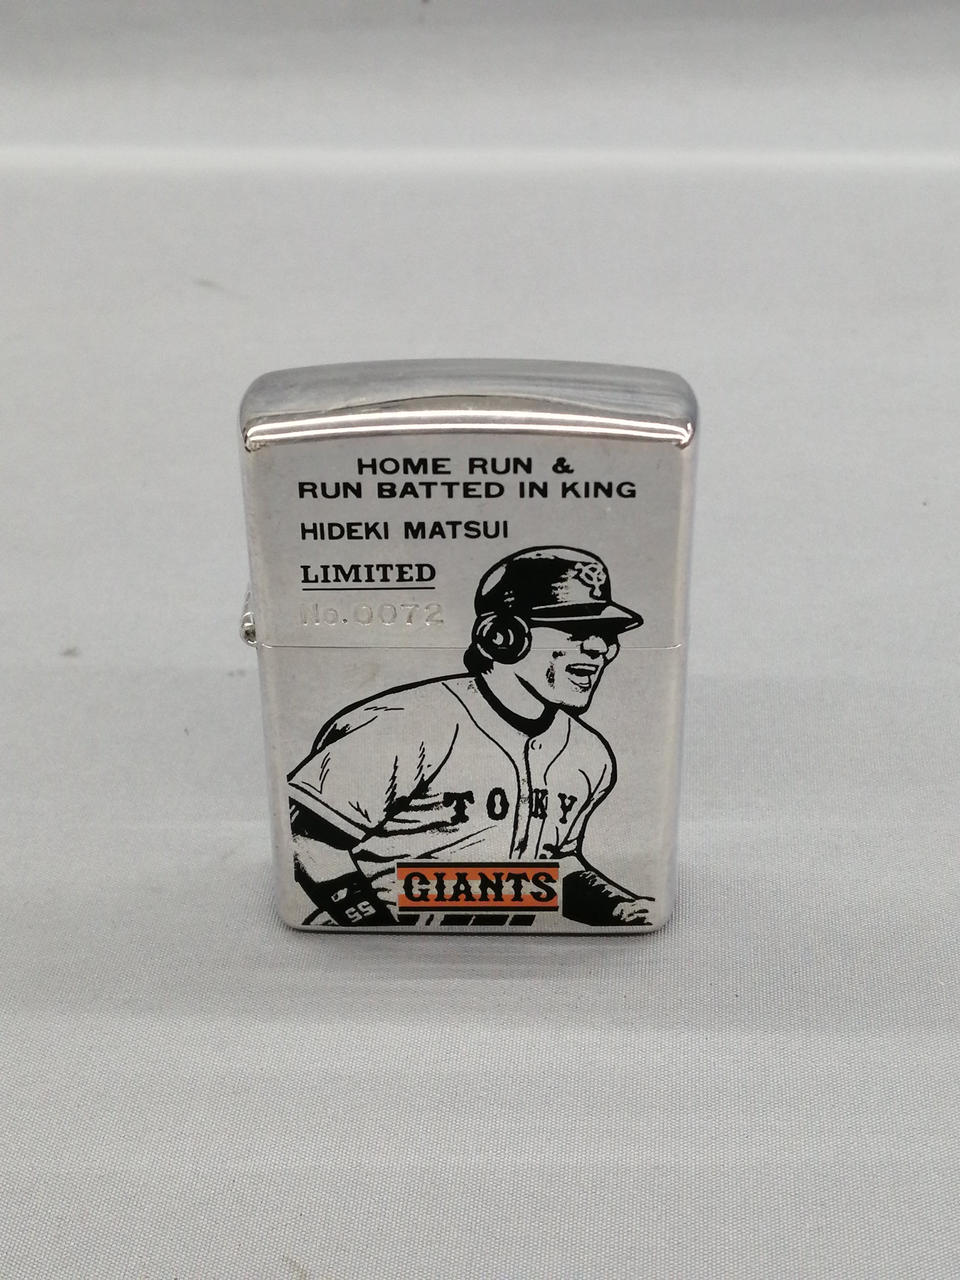 HOME RUN &
RUN BATTED IN KING
HIDEKI MATSUI
LIMITED
No.0072
TOKY
GIANTS
55